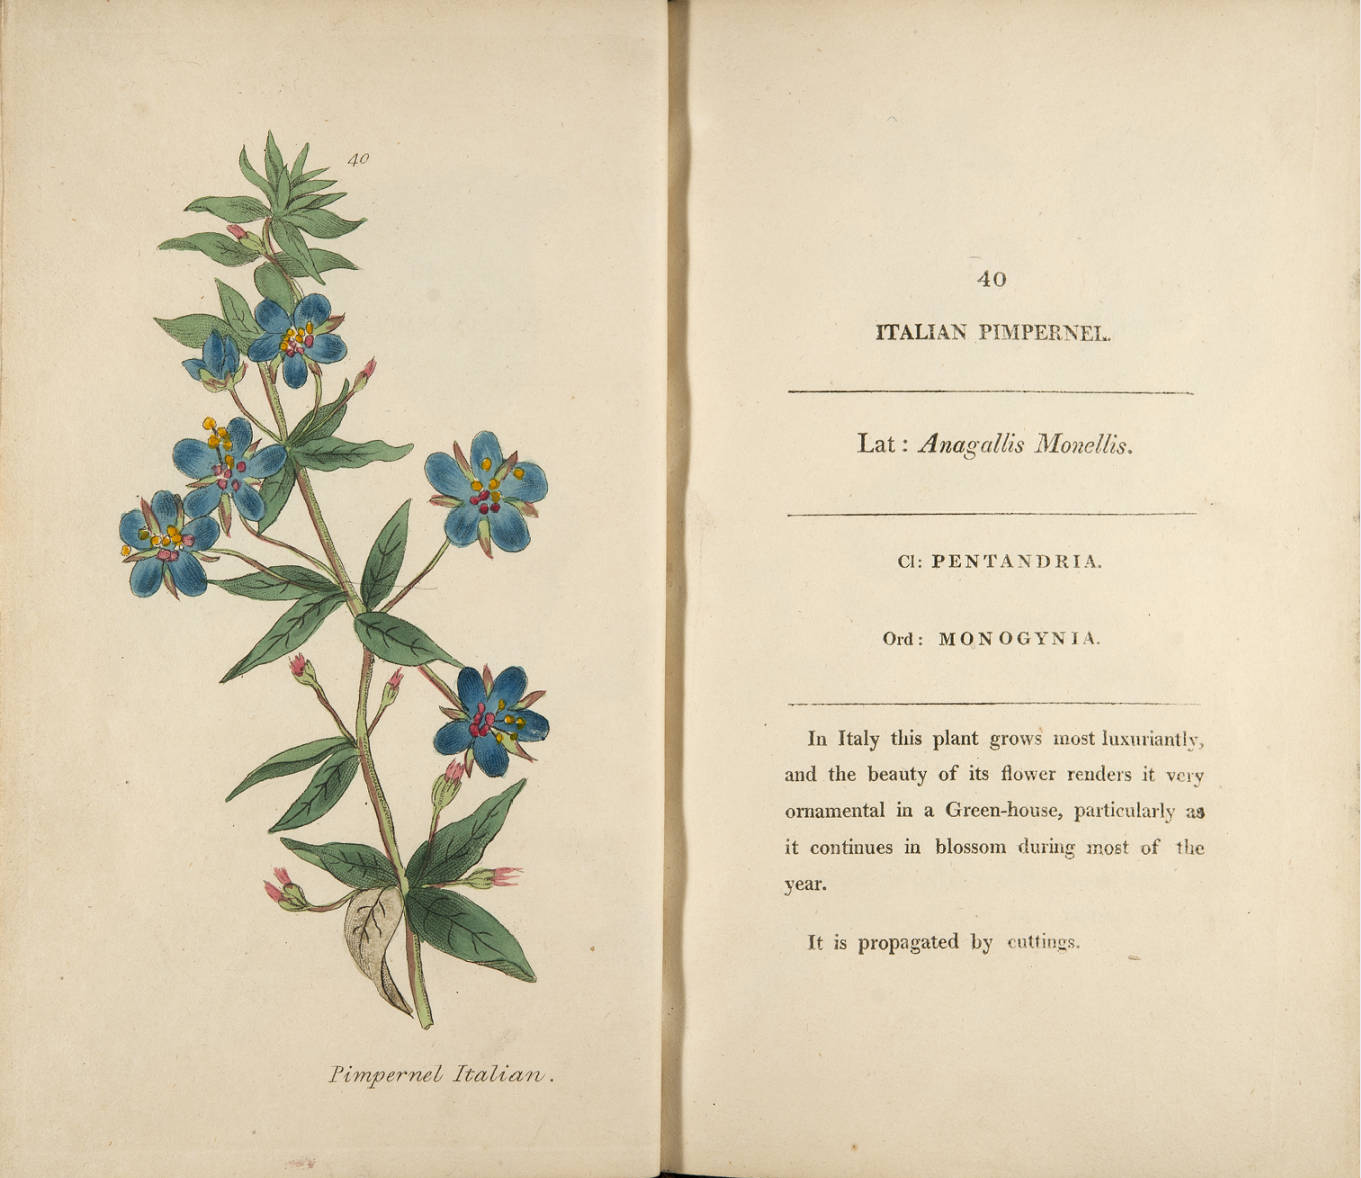 40
Pimpernel Italian.
40
ITALIAN PIMPERNEL.
Lat : Anagallis Monellis.
Cl: PENTANDRIA.
Ord: MONOGYNIA.
In Italy this plant grows most luxuriantly,
and the beauty of its flower renders it very
ornamental in a Green-house, particularly as
it continues in blossom during most of the
year.
It is propagated by cuttings.